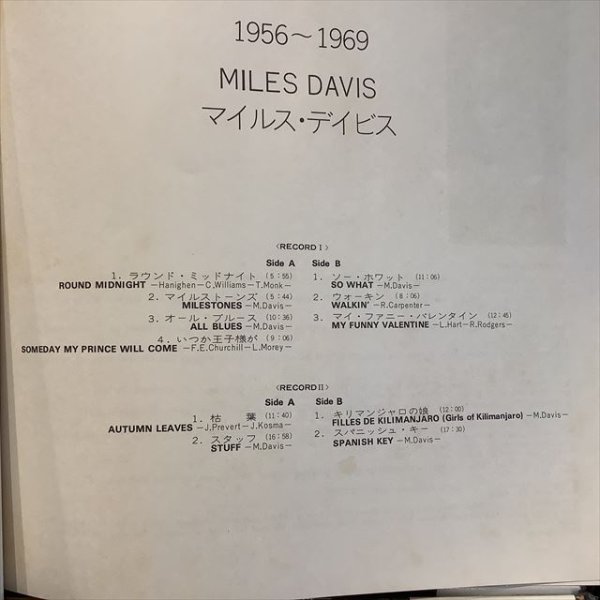 1956～1969
MILES DAVIS
マイルス・デイビス
〈RECORD I〉
Side A
1. ラウンド・ミッドナイト (5:55)
ROUND MIDNIGHT —Hanighen—C.Williams—T.Monk—
2. マイルストーンズ (5:44)
MILESTONES —M.Davis—
3. オール・ブルース (10:36)
ALL BLUES —M.Davis—
4. いつか王子様が (9:06)
SOMEDAY MY PRINCE WILL COME —F.E.Churchill—L.Morey—
Side B
1. ソー・ホワット (11:06)
SO WHAT —M.Davis—
2. ウォーキン (8:06)
WALKIN' —R.Carpenter—
3. マイ・ファニー・バレンタイン (12:45)
MY FUNNY VALENTINE —L.Hart—R.Rodgers—
〈RECORD II〉
Side A
1. 枯葉 (11:40)
AUTUMN LEAVES —J.Prevert—J.Kosma—
2. スタッフ (16:58)
STUFF —M.Davis—
Side B
1. キリマンジャロの娘 (12:00)
FILLES DE KILIMANJARO (Girls of Kilimanjaro) —M.Davis—
2. スパニッシュ・キー (17:30)
SPANISH KEY —M.Davis—